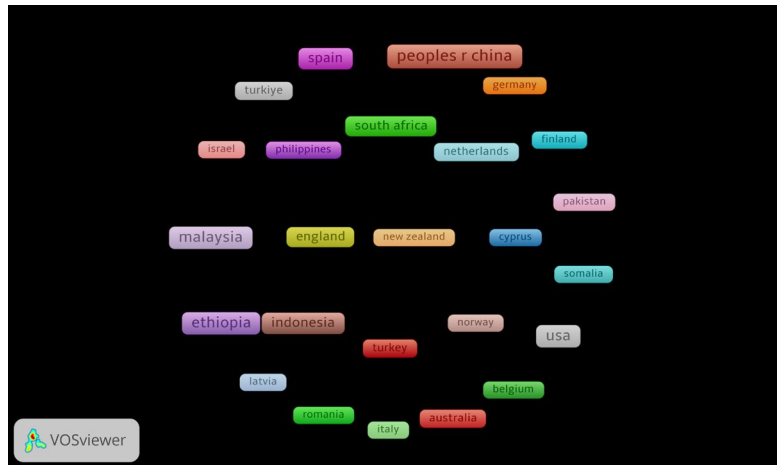 spain
peoples r china
turkiye
germany
south africa
israel
philippines
netherlands
finland
pakistan
malaysia
england
new zealand
cyprus
somalia
ethiopia
indonesia
norway
usa
turkey
latvia
belgium
romania
italy
australia
VOSviewer